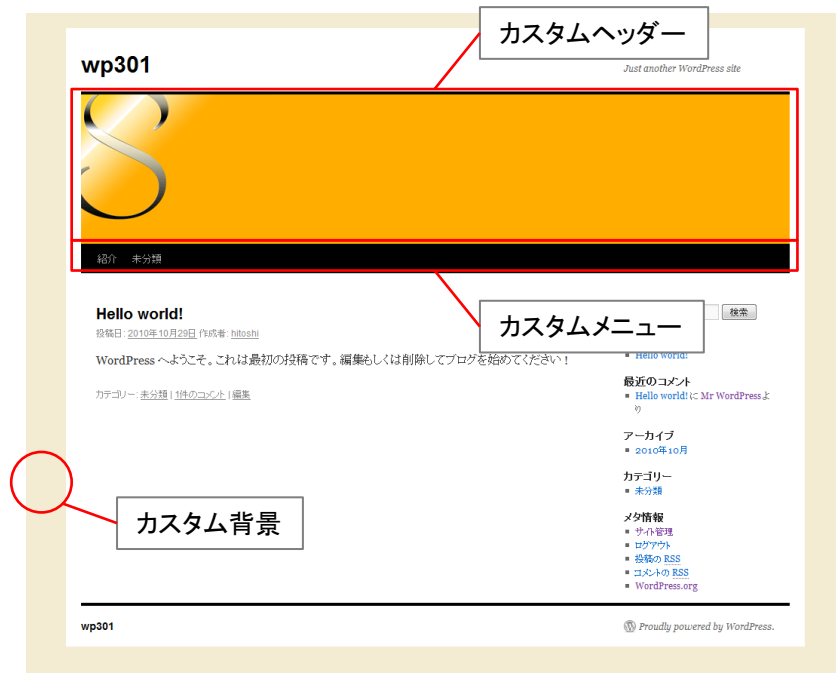 カスタムヘッダー
wp301
Just another WordPress site
紹介 未分類
カスタムメニュー
検索
Hello world!
投稿日: 2010年10月29日 作成者: hitoshi
WordPress へようこそ。これは最初の投稿です。編集もしくは削除してブログを始めてください !
カテゴリー: 未分類 | 1件のコメント | 編集
Hello world!
最近のコメント
Hello world! に Mr WordPress よ
り
アーカイブ
2010年10月
カテゴリー
未分類
カスタム背景
メタ情報
サイト管理
ログアウト
投稿の RSS
コメントの RSS
WordPress.org
wp301
Proudly powered by WordPress.